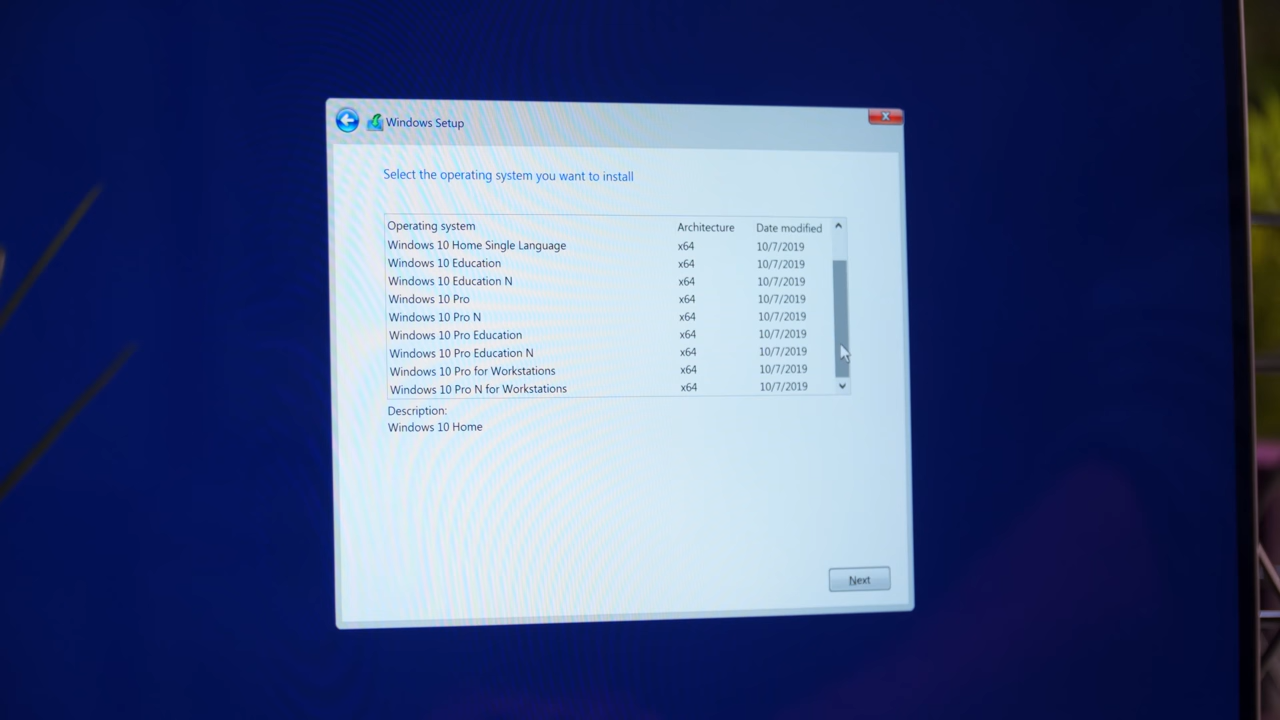 Windows Setup
Select the operating system you want to install
Operating system Architecture Date modified
Windows 10 Home Single Language x64 10/7/2019
Windows 10 Education x64 10/7/2019
Windows 10 Education N x64 10/7/2019
Windows 10 Pro x64 10/7/2019
Windows 10 Pro N x64 10/7/2019
Windows 10 Pro Education x64 10/7/2019
Windows 10 Pro Education N x64 10/7/2019
Windows 10 Pro for Workstations x64 10/7/2019
Windows 10 Pro N for Workstations x64 10/7/2019
Description:
Windows 10 Home
Next